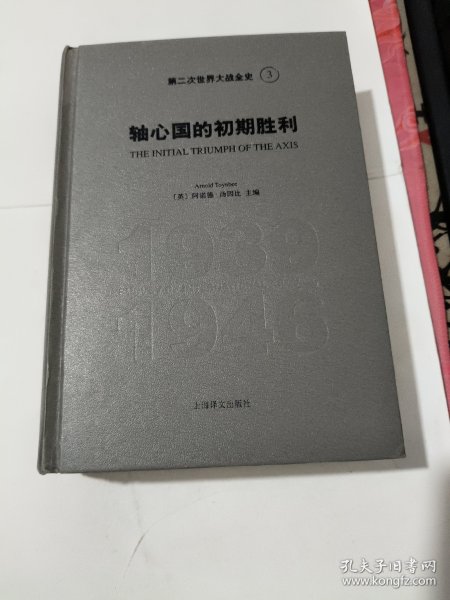 第二次世界大战全史 3
轴心国的初期胜利
THE INITIAL TRIUMPH OF THE AXIS
Arnold Toynbee
〔英〕阿诺德·汤因比 主编
1939
1946
上海译文出版社
孔夫子旧书网
www.kongfz.com